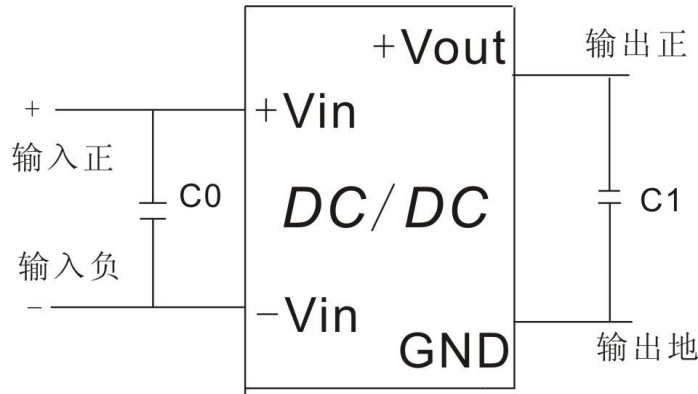 +Vout
输出正
+
+Vin
输入正
C0
DC/DC
C1
输入负
-
-Vin
GND
输出地